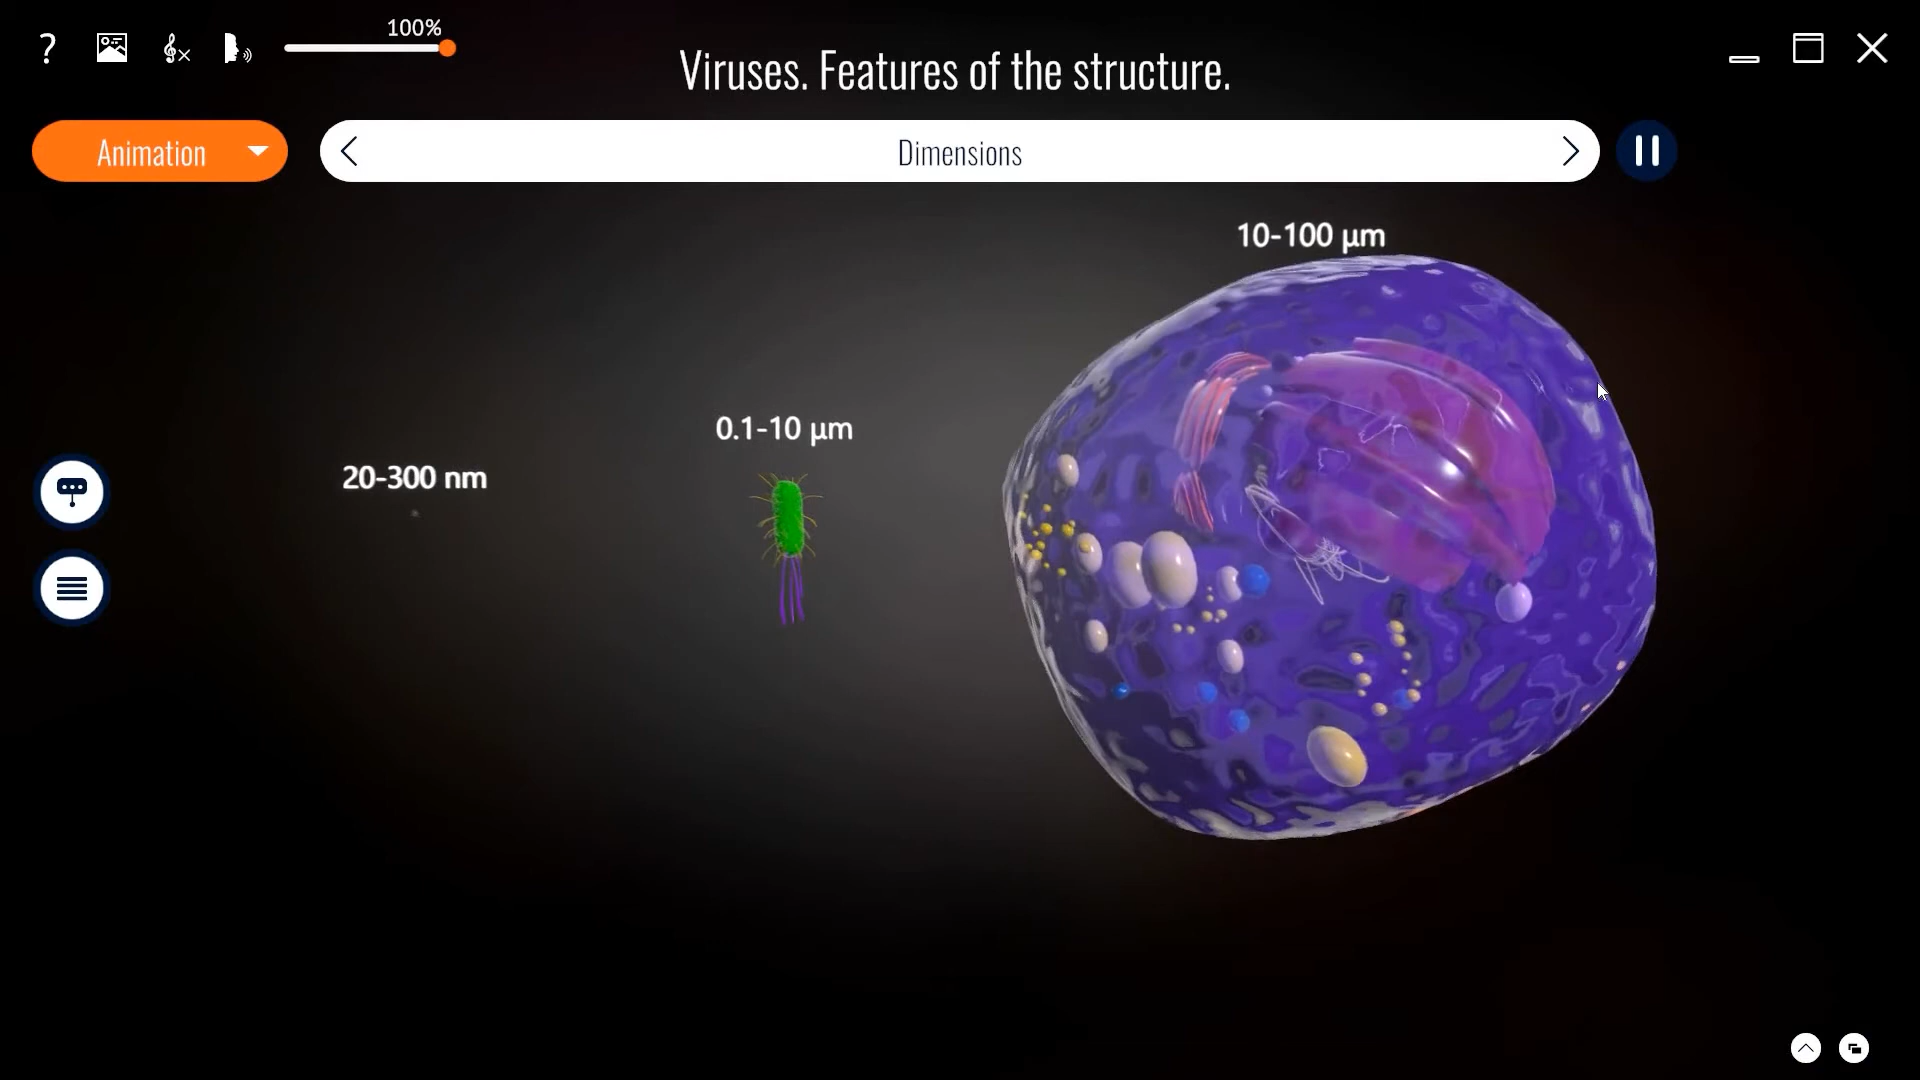 100%
Viruses. Features of the structure.
Animation
Dimensions
10-100 µm
0.1-10 µm
20-300 nm